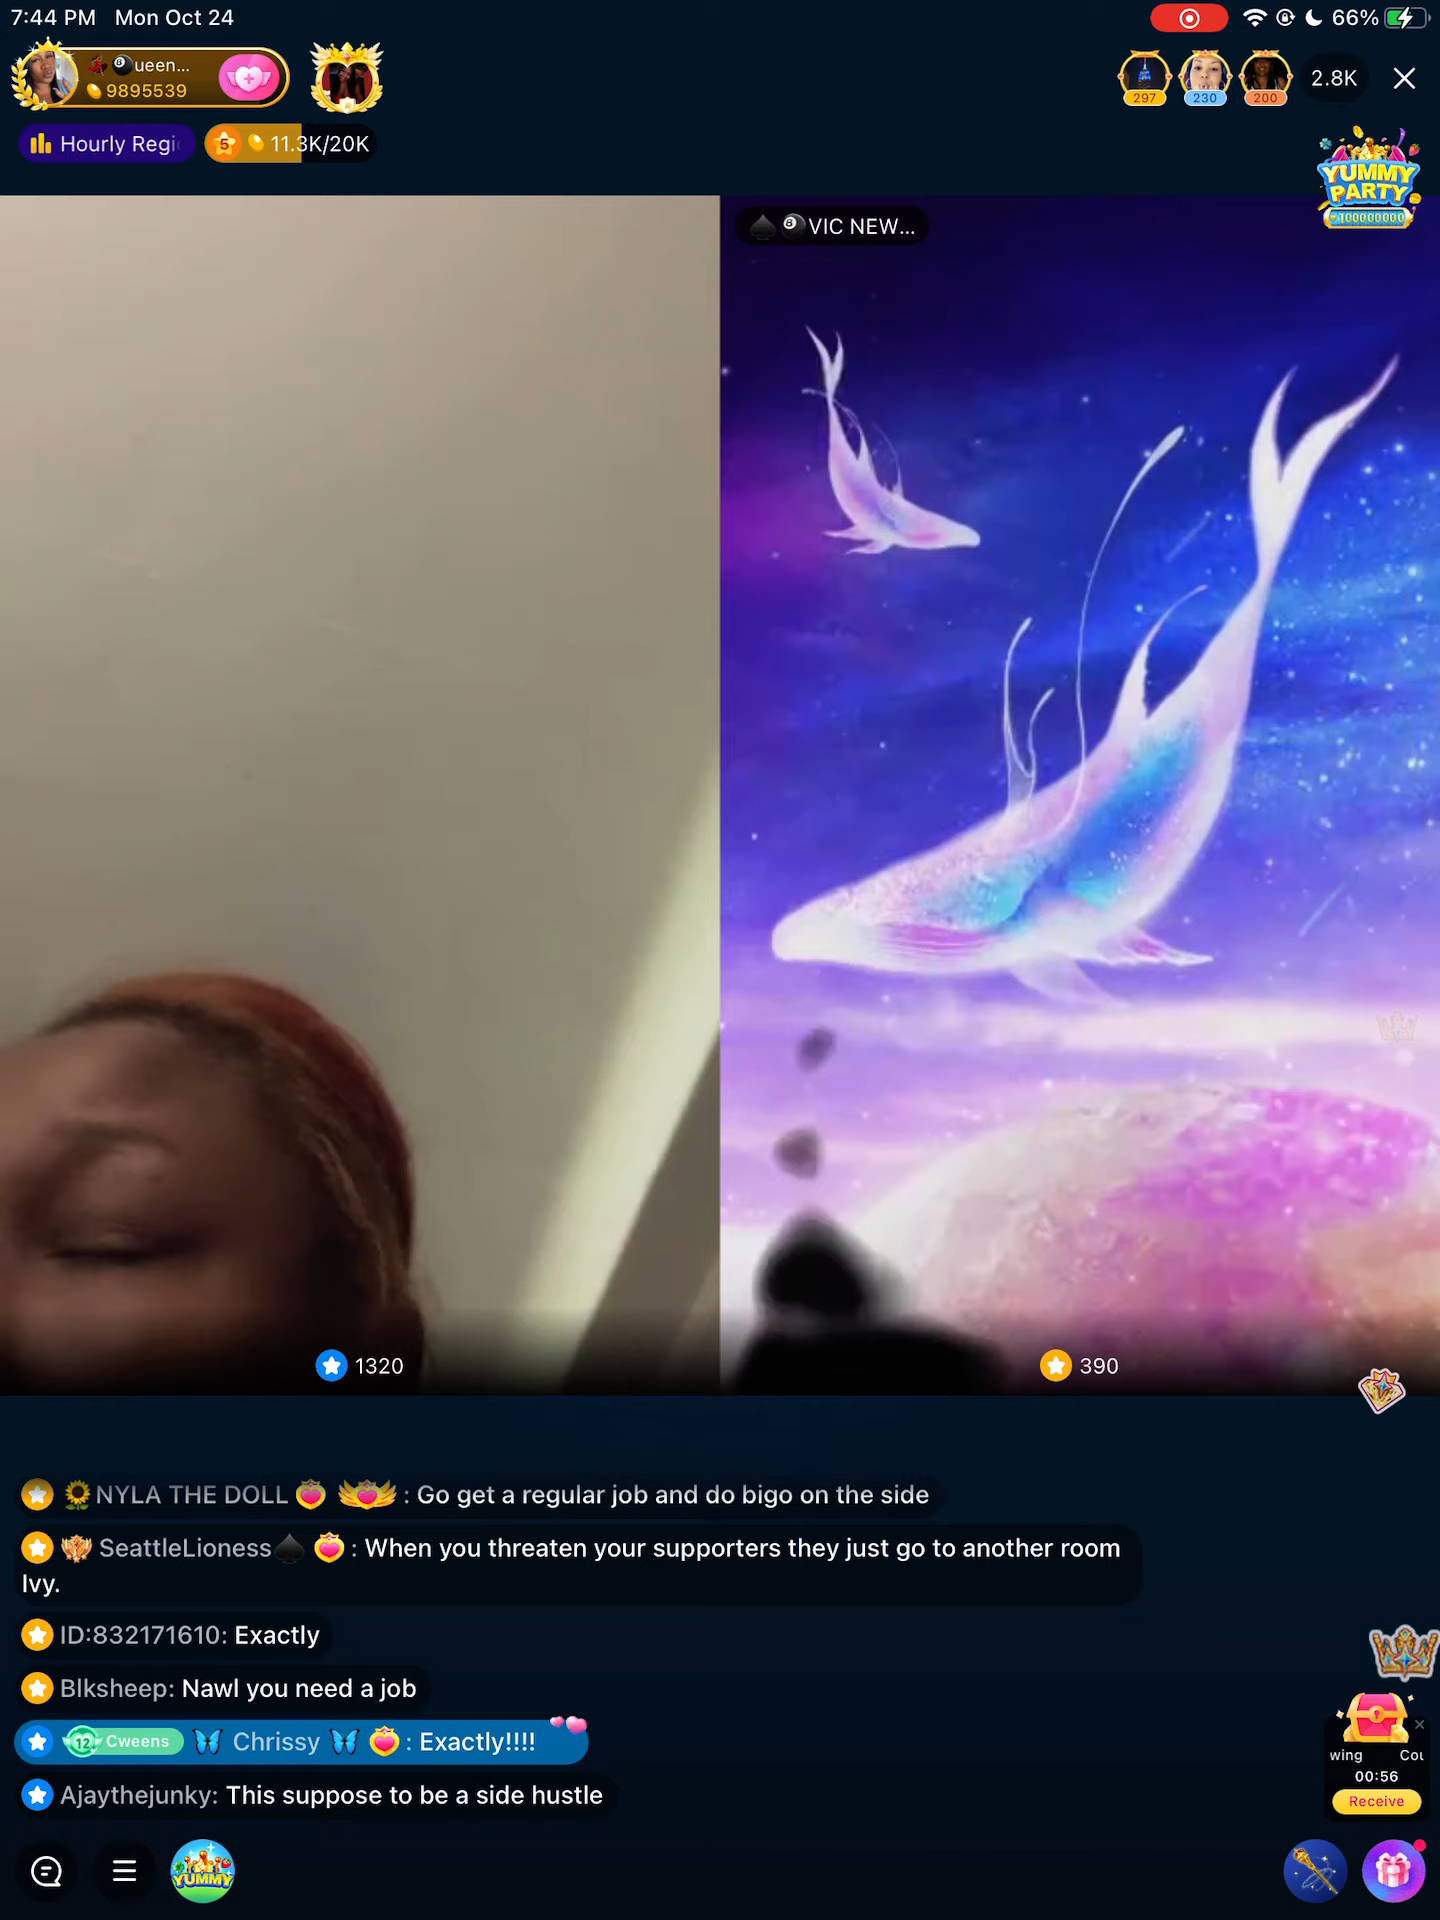 7:44 PM Mon Oct 24
66%
ueen...
9895539
297
230
200
2.8K
Hourly Regi
5 11.3K/20K
YUMMY
PARTY
100000000
8 VIC NEW...
1320
390
NYLA THE DOLL : Go get a regular job and do bigo on the side
SeattleLioness : When you threaten your supporters they just go to another room
Ivy.
ID:832171610: Exactly
Blksheep: Nawl you need a job
12 Cweens Chrissy : Exactly!!!!
Ajaythejunky: This suppose to be a side hustle
wing Cou
00:56
Receive
YUMMY